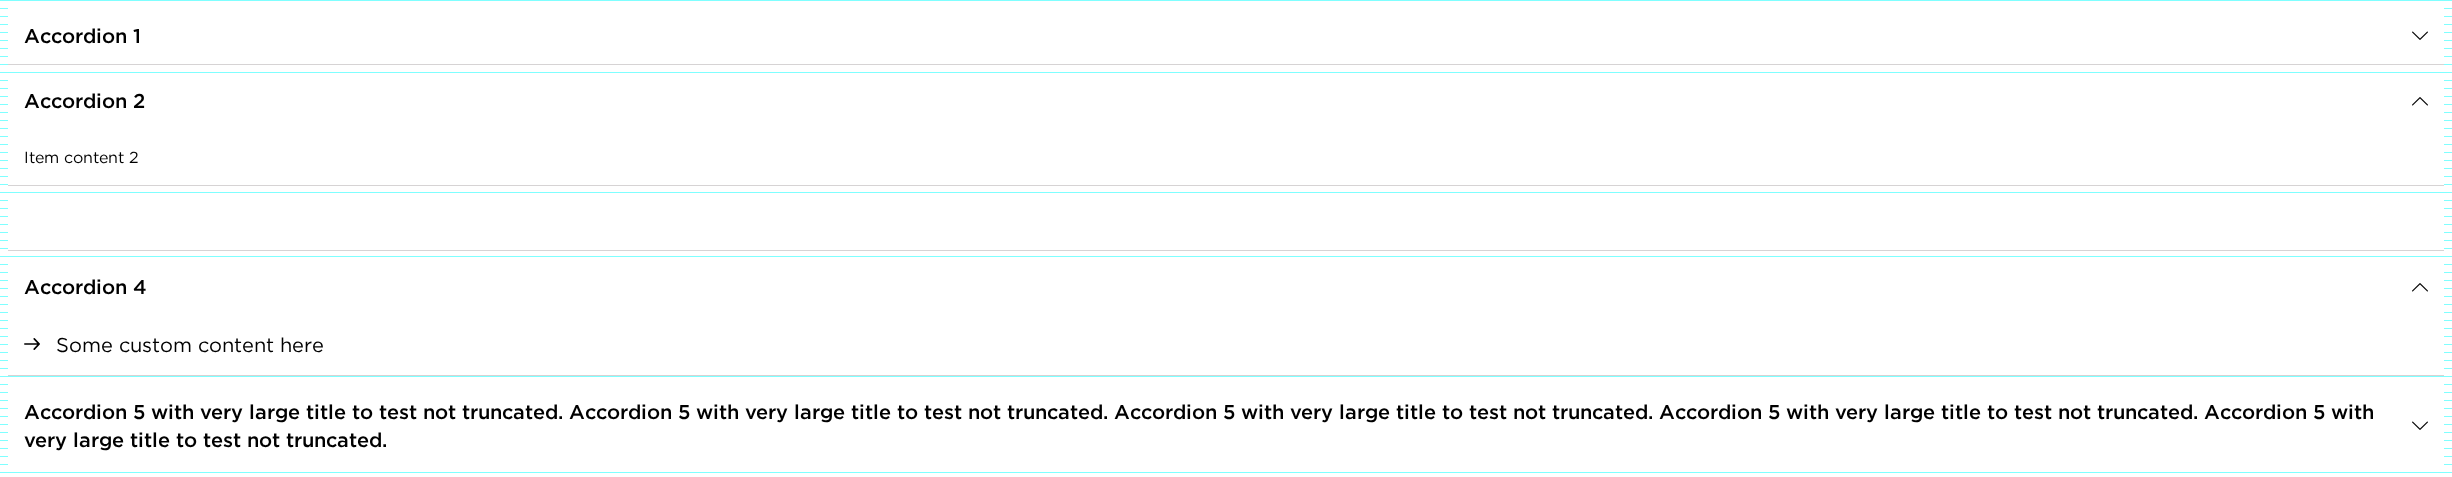 Accordion 1
Accordion 2
Item content 2
Accordion 4
Some custom content here
Accordion 5 with very large title to test not truncated. Accordion 5 with very large title to test not truncated. Accordion 5 with very large title to test not truncated. Accordion 5 with very large title to test not truncated. Accordion 5 with
very large title to test not truncated.